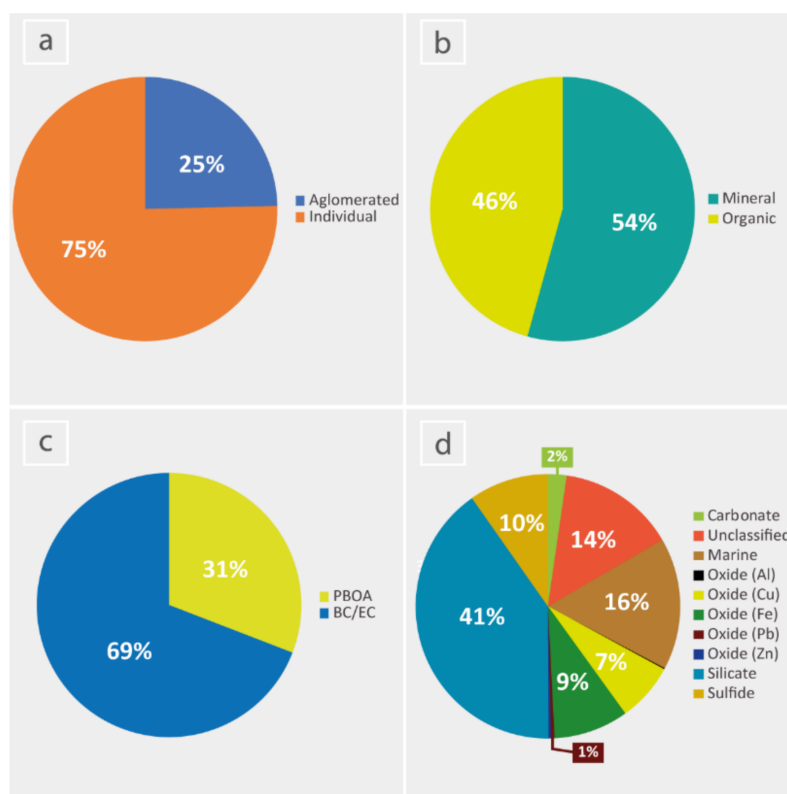 a
25%
75%
Aglomerated
Individual
b
46%
54%
Mineral
Organic
c
31%
69%
PBOA
BC/EC
d
2%
10%
14%
16%
41%
7%
9%
1%
Carbonate
Unclassified
Marine
Oxide (Al)
Oxide (Cu)
Oxide (Fe)
Oxide (Pb)
Oxide (Zn)
Silicate
Sulfide